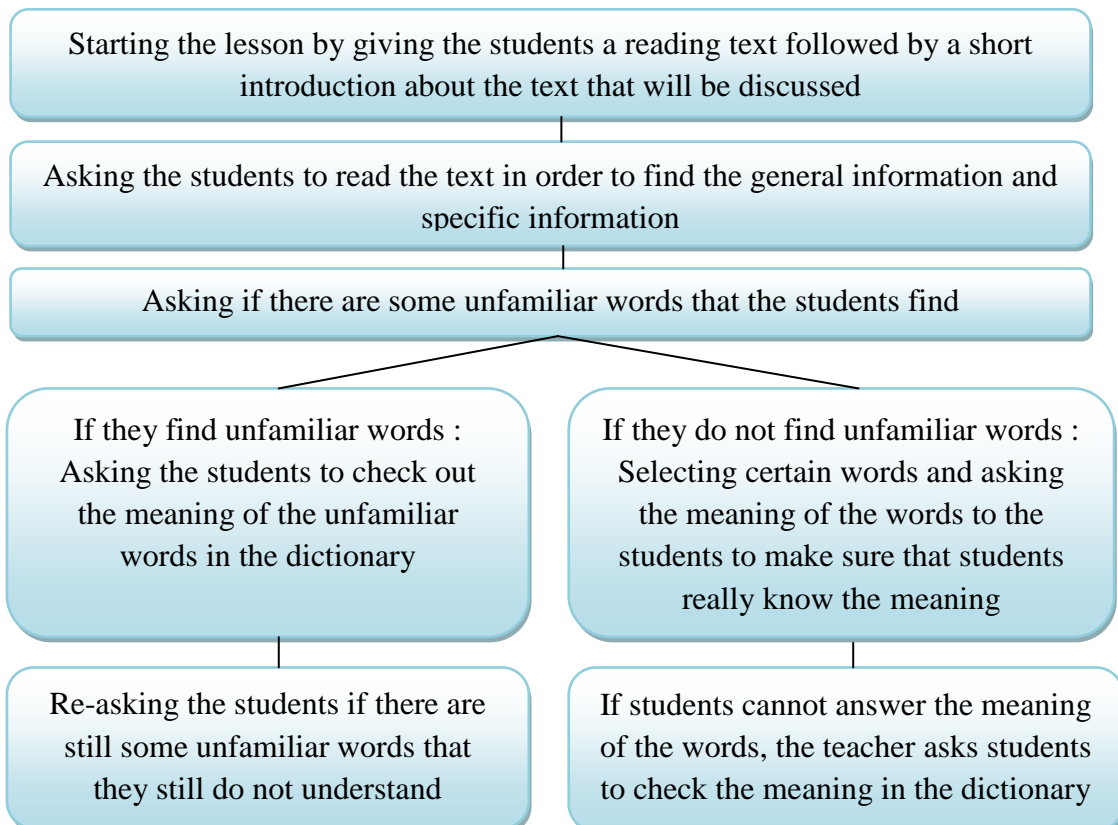 Starting the lesson by giving the students a reading text followed by a short
introduction about the text that will be discussed
Asking the students to read the text in order to find the general information and
specific information
Asking if there are some unfamiliar words that the students find
If they find unfamiliar words :
Asking the students to check out
the meaning of the unfamiliar
words in the dictionary
If they do not find unfamiliar words :
Selecting certain words and asking
the meaning of the words to the
students to make sure that students
really know the meaning
Re-asking the students if there are
still some unfamiliar words that
they still do not understand
If students cannot answer the meaning
of the words, the teacher asks students
to check the meaning in the dictionary